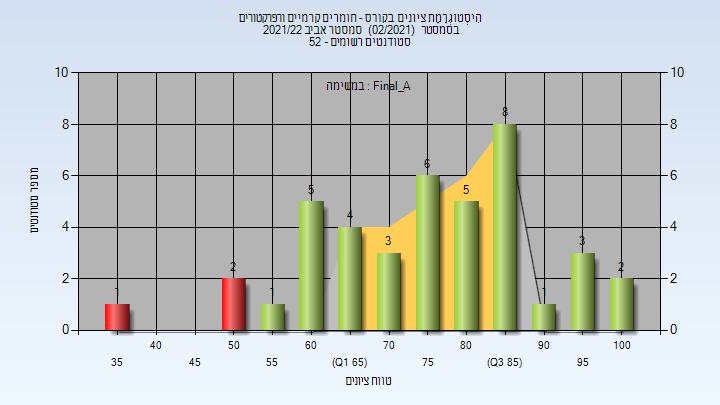 הִיסְטוֹגְרָמַת ציונים בקורס - חומרים קרמיים ורפרקטורים
בסמסטר (02/2021) סמסטר אביב 2021/22
סטודנטים רשומים - 52
במשימה : Final_A
מספר סטודנטים
10 8 6 4 2 0
10 8 6 4 2 0
1 2 1 5 4 3 6 5 8 1 3 2
40 50 60 70 80 90 100
35 45 55 (Q1 65) 75 (Q3 85) 95
טווח ציונים